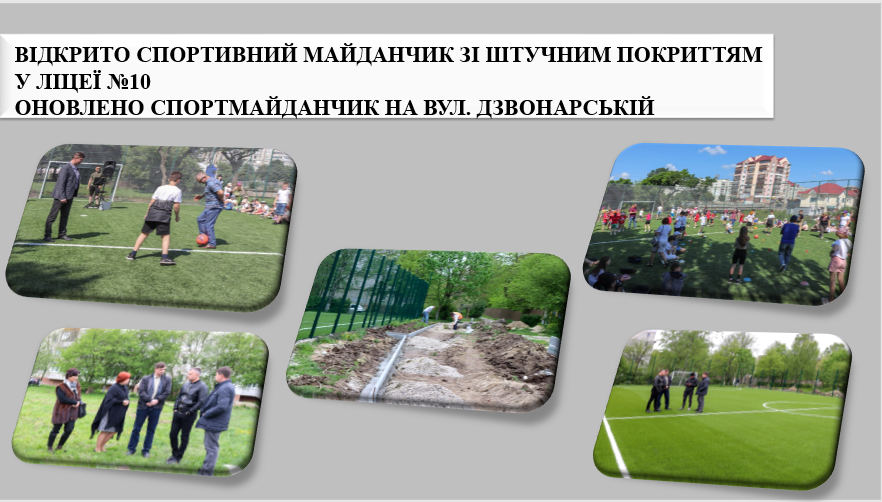 ВІДКРИТО СПОРТИВНИЙ МАЙДАНЧИК ЗІ ШТУЧНИМ ПОКРИТТЯМ
У ЛІЦЕЇ №10
ОНОВЛЕНО СПОРТМАЙДАНЧИК НА ВУЛ. ДЗВОНАРСЬКІЙ